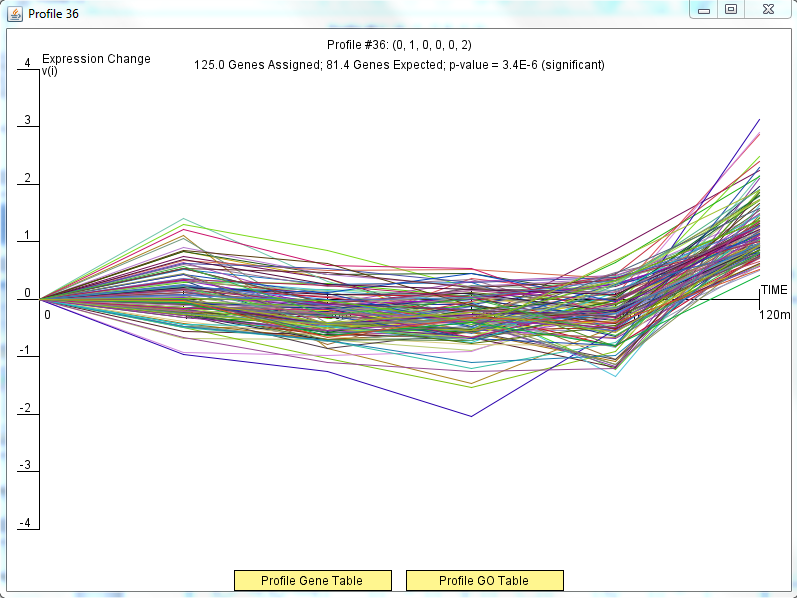 Profile 36
Profile #36: (0, 1, 0, 0, 0, 2)
125.0 Genes Assigned; 81.4 Genes Expected; p-value = 3.4E-6 (significant)
Expression Change
v(i)
4
3
2
1
0
-1
-2
-3
-4
0
TIME
120m
Profile Gene Table
Profile GO Table